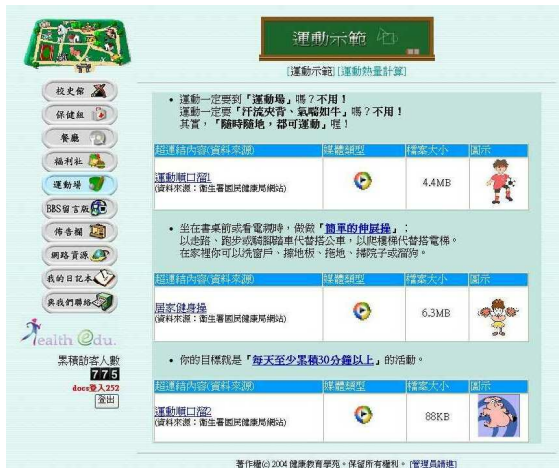 運動示範
[運動示範] [運動熱量計算]
校史館
保健組
餐廳
福利社
運動場
BBS留言版
佈告欄
網路資源
我的日記本
與我們聯絡
Health @du.
累積訪客人數
775
docs登入252
登出
• 運動一定要到「運動場」嗎?不用!
運動一定要「汗流夾背、氣喘如牛」嗎?不用!
其實,「隨時隨地,都可運動」喔!
超連結內容(資料來源) 媒體類型 檔案大小 圖示
運動順口溜1
(資料來源:衛生署國民健康局網站)
4.4MB
• 坐在書桌前或看電視時,做做「簡單的伸展操」;
以走路、跑步或騎腳踏車代替搭公車,以爬樓梯代替搭電梯。
在家裡你可以洗窗戶、擦地板、拖地、掃院子或溜狗。
超連結內容(資料來源) 媒體類型 檔案大小 圖示
居家健身操
(資料來源:衛生署國民健康局網站)
6.3MB
• 你的目標就是「每天至少累積30分鐘以上」的活動。
超連結內容(資料來源) 媒體類型 檔案大小 圖示
運動順口溜2
(資料來源:衛生署國民健康局網站)
88KB
著作權(c) 2004 健康教育學苑。保留所有權利。 [管理員請進]